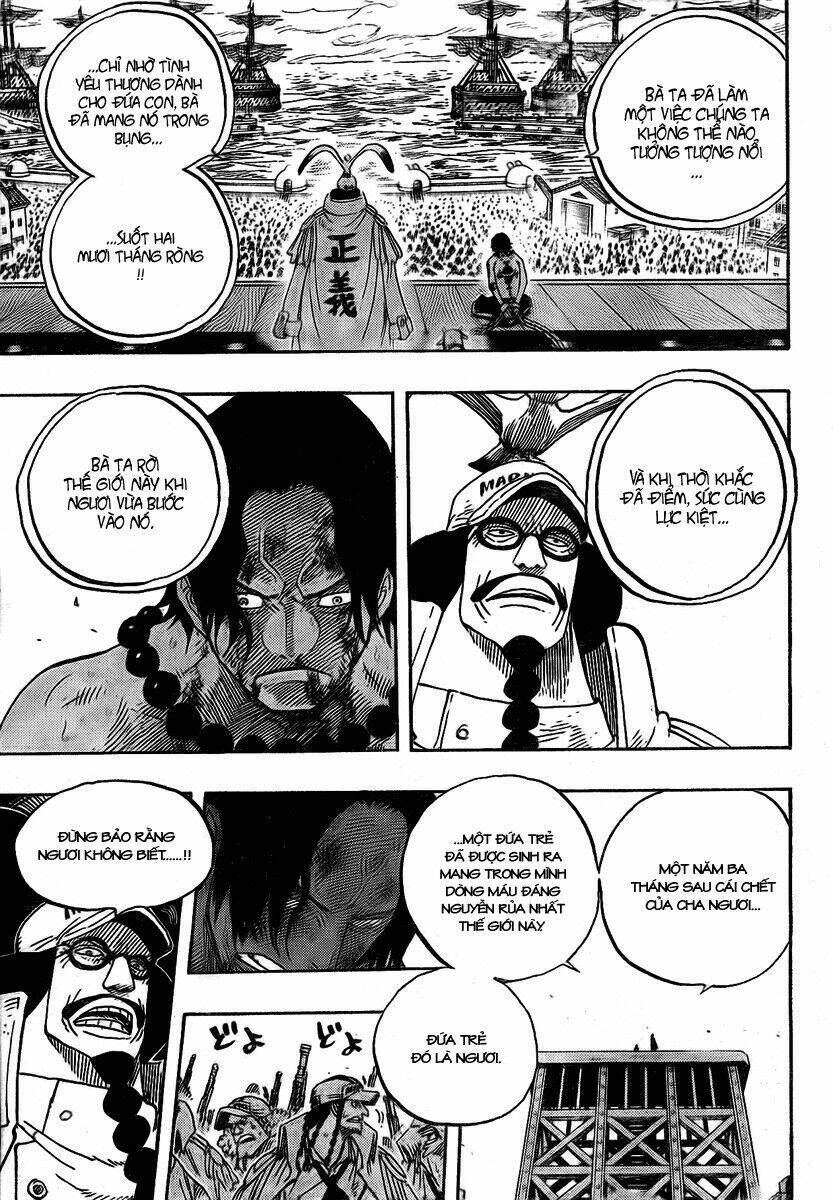 BÀ TA ĐÃ LÀM
MỘT VIỆC CHÚNG TA
KHÔNG THỂ NÀO
TƯỞNG TƯỢNG NỔI
...
...CHỈ NHỜ TÌNH
YÊU THƯƠNG DÀNH
CHO ĐỨA CON, BÀ
ĐÃ MANG NÓ TRONG
BỤNG...
...SUỐT HAI
MƯƠI THÁNG RÒNG
!!
正
義
VÀ KHI THỜI KHẮC
ĐÃ ĐIỂM, SỨC CÙNG
LỰC KIỆT...
BÀ TA RỜI
THẾ GIỚI NÀY KHI
NGƯƠI VỪA BƯỚC
VÀO NÓ.
MỘT NĂM BA
THÁNG SAU CÁI CHẾT
CỦA CHA NGƯƠI...
...MỘT ĐỨA TRẺ
ĐÃ ĐƯỢC SINH RA
MANG TRONG MÌNH
DÒNG MÁU ĐÁNG
NGUYỀN RỦA NHẤT
THẾ GIỚI NÀY.
ĐỨA TRẺ
ĐÓ LÀ NGƯƠI.
ĐỪNG BẢO RẰNG
NGƯƠI KHÔNG BIẾT.....!!
どよ
どよ